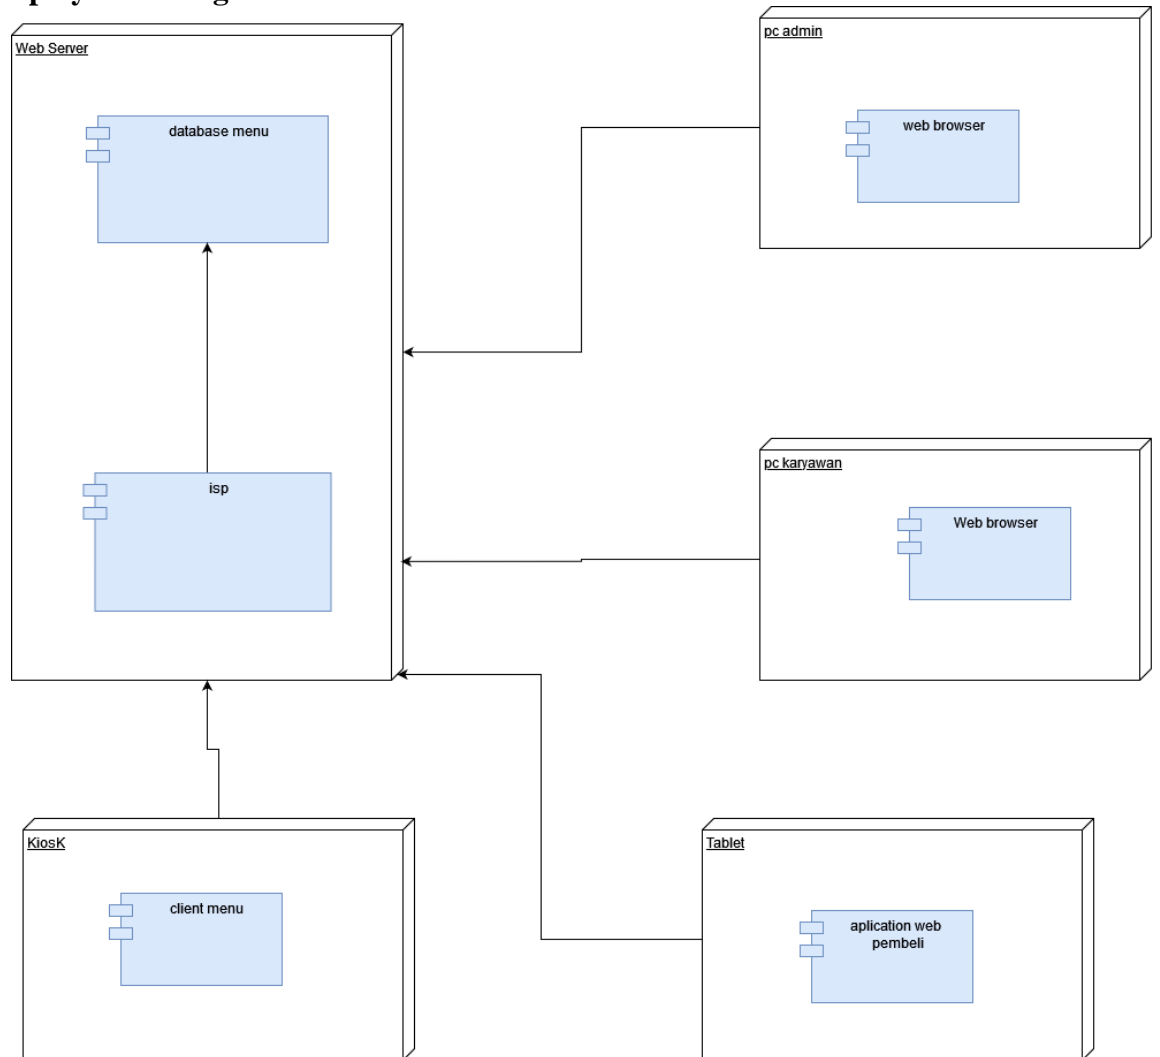 Web Server
pc admin
database menu
web browser
isp
pc karyawan
Web browser
KiosK
client menu
Tablet
aplication web
pembeli